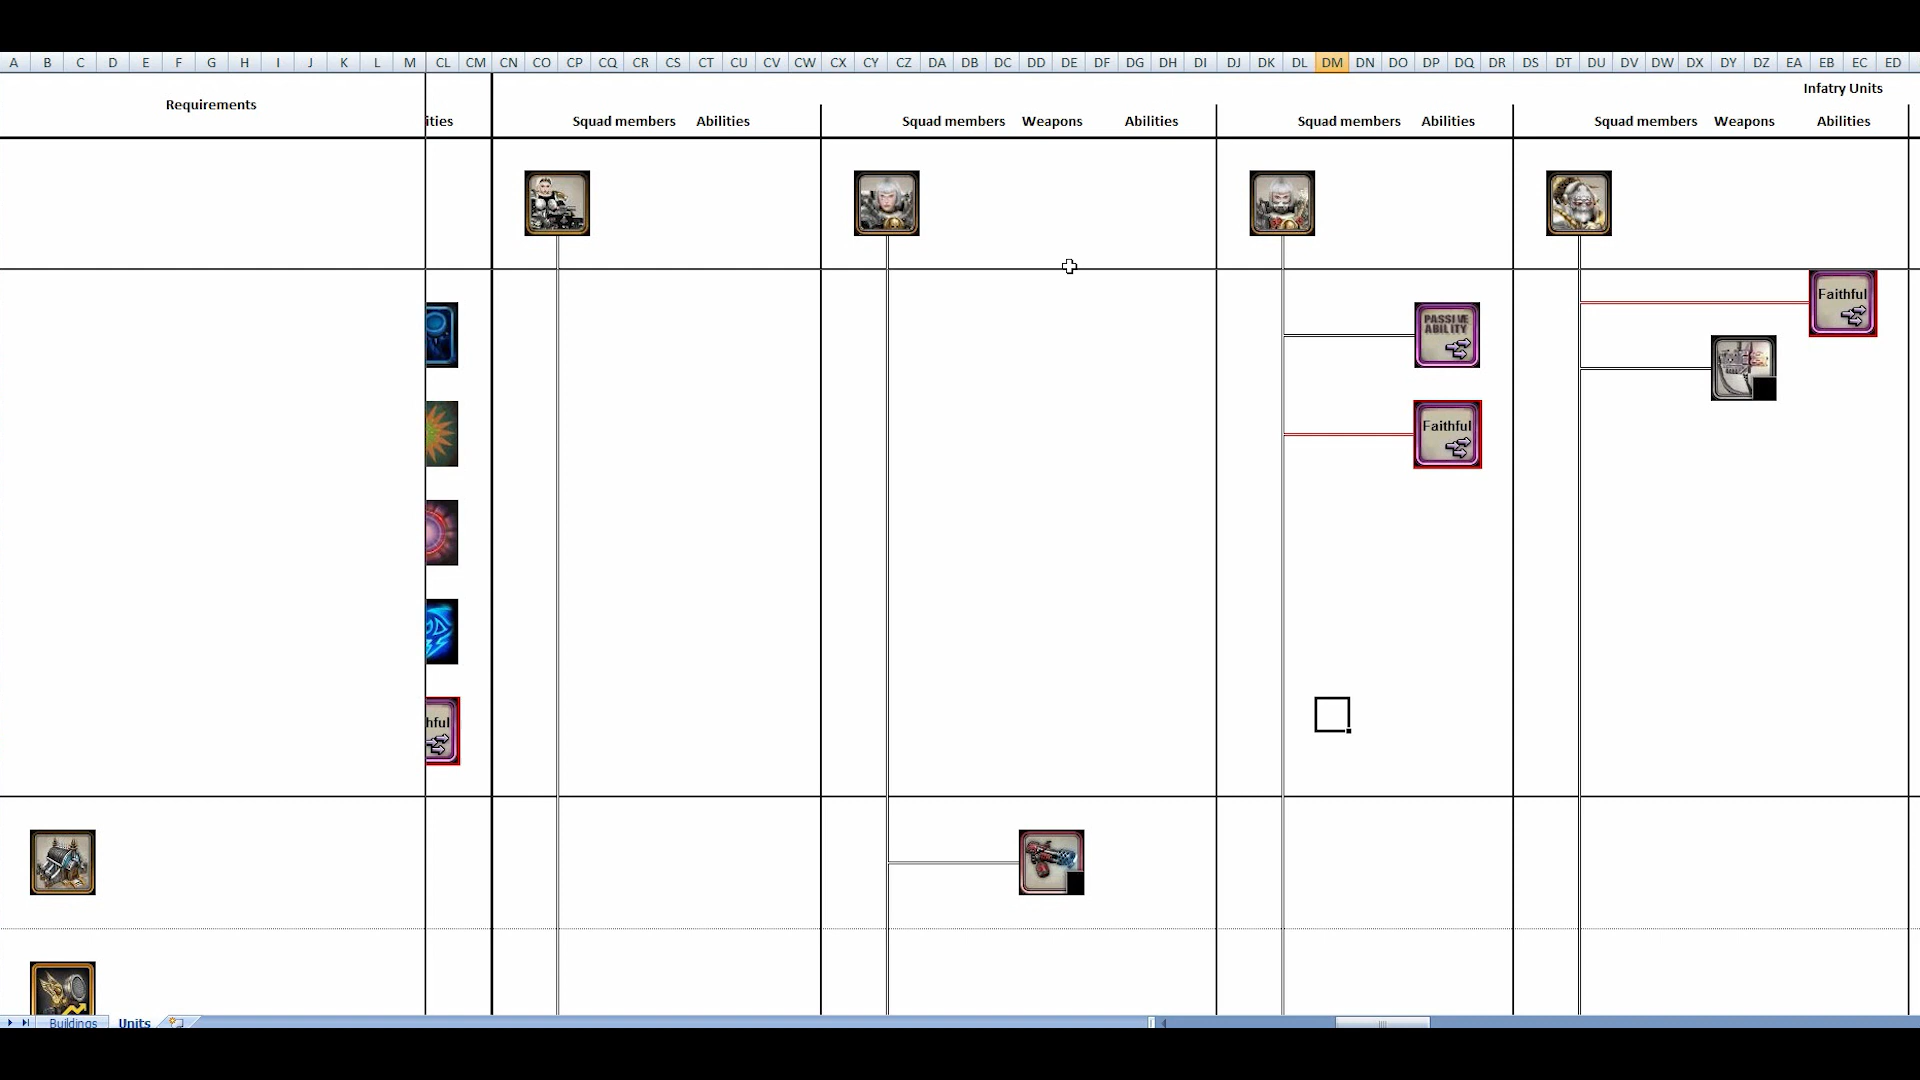 A B C D E F G H I J K L M CL CM CN CO CP CQ CR CS CT CU CV CW CX CY CZ DA DB DC DD DE DF DG DH DI DJ DK DL DM DN DO DP DQ DR DS DT DU DV DW DX DY DZ EA EB EC ED
Infatry Units
Requirements
ities Squad members Abilities Squad members Weapons Abilities Squad members Abilities Squad members Weapons Abilities
Faithful
PASSIVE
ABILITY
Faithful
hful
Buildings Units